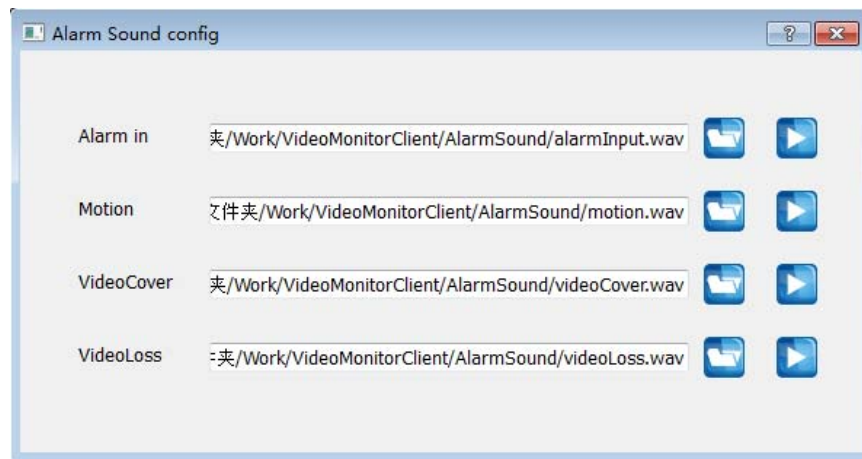 Alarm Sound config
Alarm in 夹/Work/VideoMonitorClient/AlarmSound/alarmInput.wav
Motion 文件夹/Work/VideoMonitorClient/AlarmSound/motion.wav
VideoCover 夹/Work/VideoMonitorClient/AlarmSound/videoCover.wav
VideoLoss 夹/Work/VideoMonitorClient/AlarmSound/videoLoss.wav